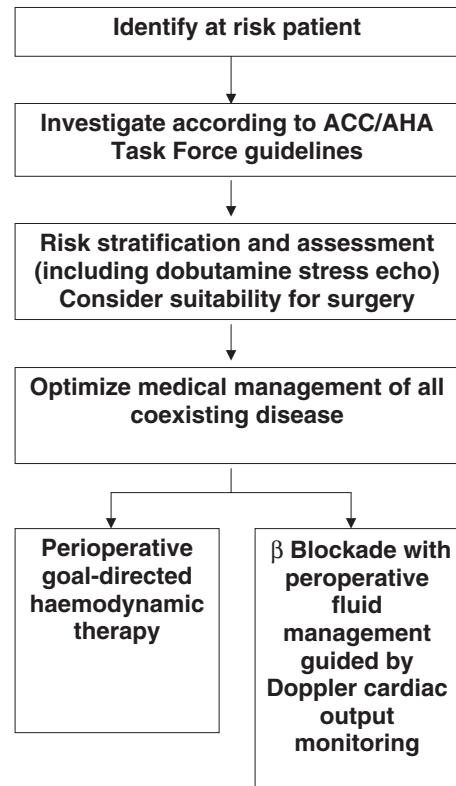 Identify at risk patient
Investigate according to ACC/AHA
Task Force guidelines
Risk stratification and assessment
(including dobutamine stress echo)
Consider suitability for surgery
Optimize medical management of all
coexisting disease
Perioperative
goal-directed
haemodynamic
therapy
β Blockade with
peroperative
fluid
management
guided by
Doppler cardiac
output
monitoring